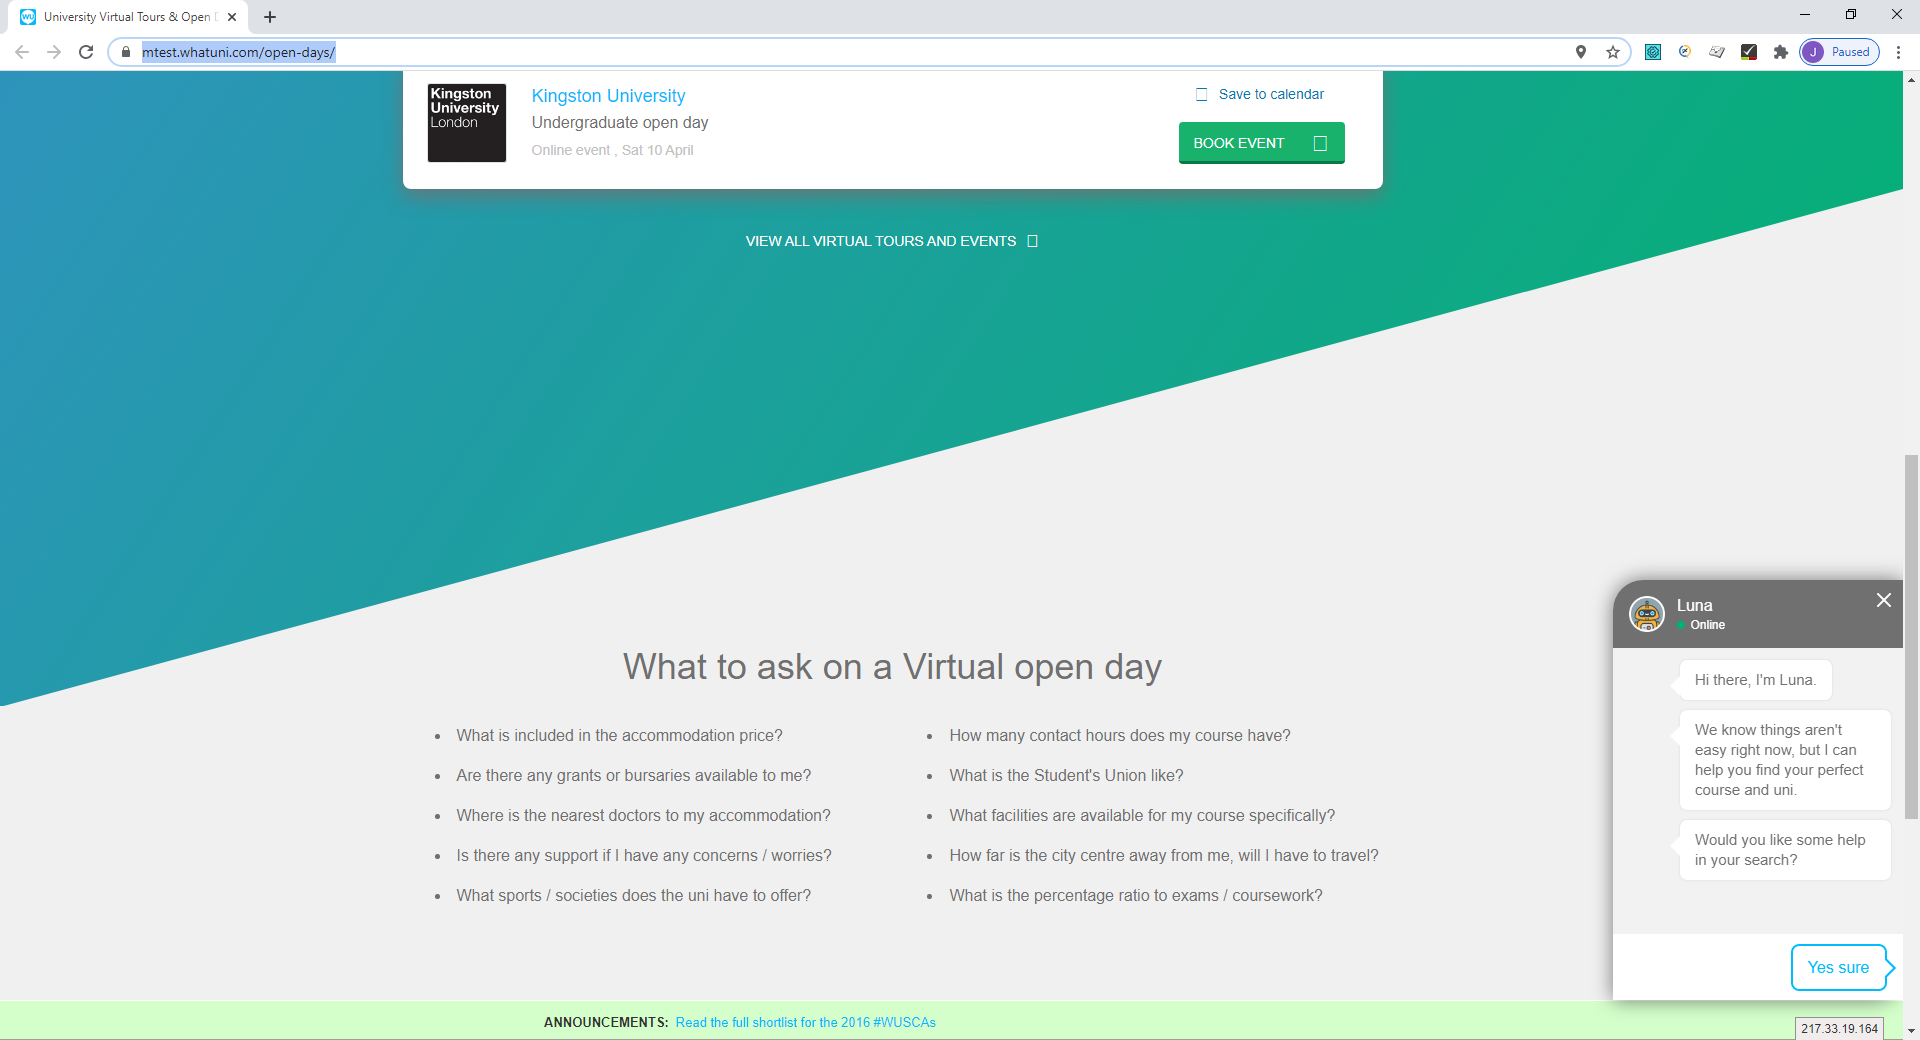 University Virtual Tours & Open
mtest.whatuni.com/open-days/
J Paused
Kingston
University
London
Kingston University
Undergraduate open day
Online event , Sat 10 April
Save to calendar
BOOK EVENT
VIEW ALL VIRTUAL TOURS AND EVENTS
What to ask on a Virtual open day
What is included in the accommodation price?
Are there any grants or bursaries available to me?
Where is the nearest doctors to my accommodation?
Is there any support if I have any concerns / worries?
What sports / societies does the uni have to offer?
How many contact hours does my course have?
What is the Student's Union like?
What facilities are available for my course specifically?
How far is the city centre away from me, will I have to travel?
What is the percentage ratio to exams / coursework?
Luna
Online
Hi there, I'm Luna.
We know things aren't
easy right now, but I can
help you find your perfect
course and uni.
Would you like some help
in your search?
Yes sure
ANNOUNCEMENTS: Read the full shortlist for the 2016 #WUSCAs
217.33.19.164